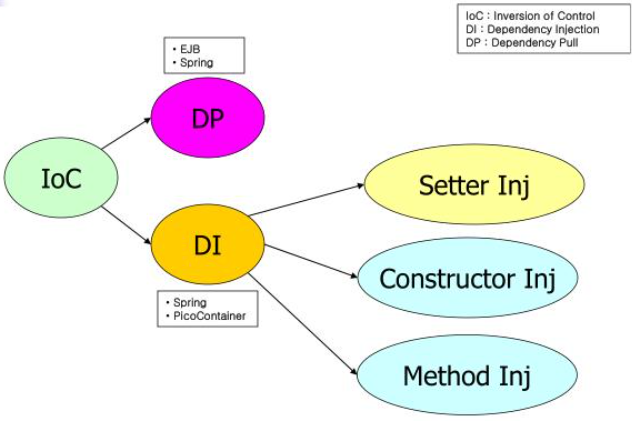 IoC : Inversion of Control
DI : Dependency Injection
DP : Dependency Pull
• EJB
• Spring
DP
IoC
Setter Inj
DI
Constructor Inj
• Spring
• PicoContainer
Method Inj